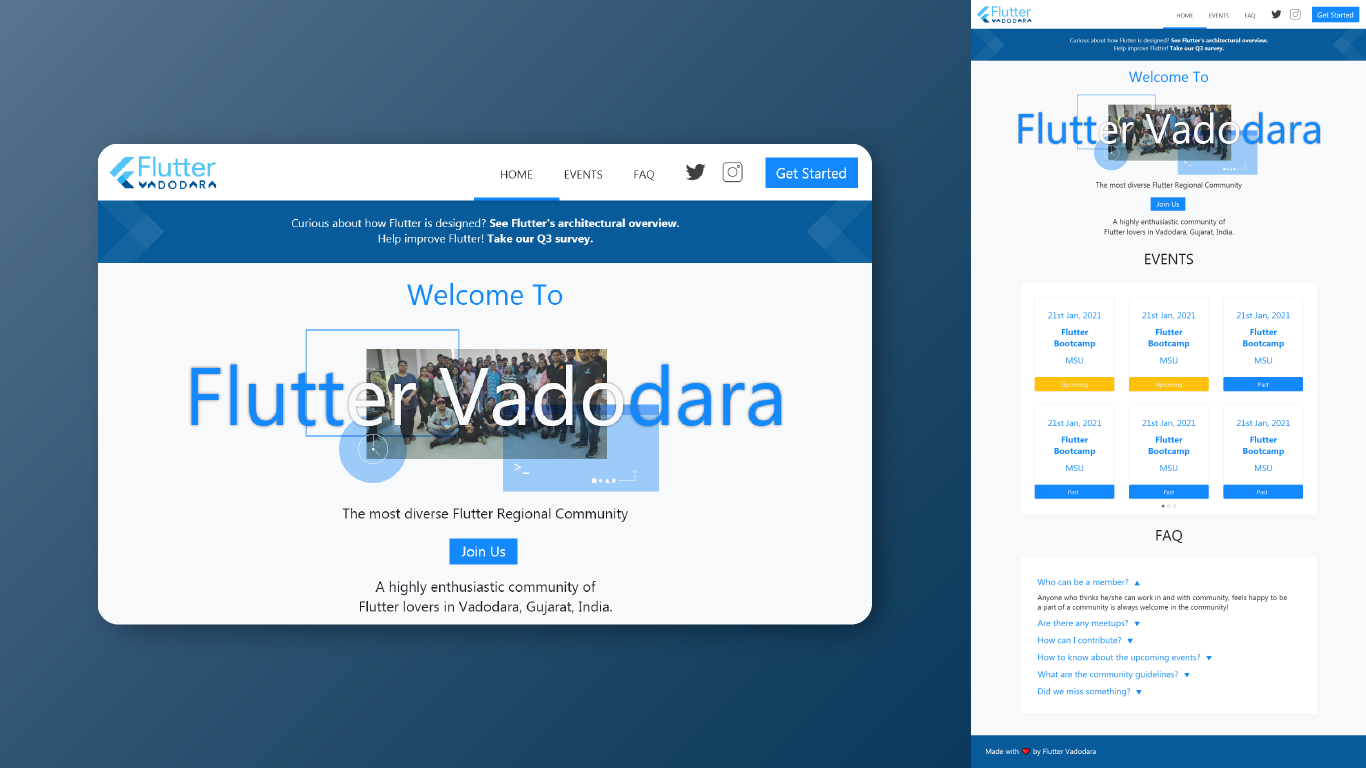 Flutter
VADODARA
HOME
EVENTS
FAQ
Get Started
Curious about how Flutter is designed? See Flutter's architectural overview.
Help improve Flutter! Take our Q3 survey.
Welcome To
Flutter Vadodara
>_
The most diverse Flutter Regional Community
Join Us
A highly enthusiastic community of
Flutter lovers in Vadodara, Gujarat, India.
Flutter
VADODARA
HOME
EVENTS
FAQ
Get Started
Curious about how Flutter is designed? See Flutter's architectural overview.
Help improve Flutter! Take our Q3 survey.
Welcome To
Flutter Vadodara
>_
The most diverse Flutter Regional Community
Join Us
A highly enthusiastic community of
Flutter lovers in Vadodara, Gujarat, India.
EVENTS
21st Jan, 2021
Flutter
Bootcamp
MSU
Upcoming
21st Jan, 2021
Flutter
Bootcamp
MSU
Upcoming
21st Jan, 2021
Flutter
Bootcamp
MSU
Past
21st Jan, 2021
Flutter
Bootcamp
MSU
Past
21st Jan, 2021
Flutter
Bootcamp
MSU
Past
21st Jan, 2021
Flutter
Bootcamp
MSU
Past
FAQ
Who can be a member? ▲
Anyone who thinks he/she can work in and with community, feels happy to be
a part of a community is always welcome in the community!
Are there any meetups? ▼
How can I contribute? ▼
How to know about the upcoming events? ▼
What are the community guidelines? ▼
Did we miss something? ▼
Made with ❤ by Flutter Vadodara